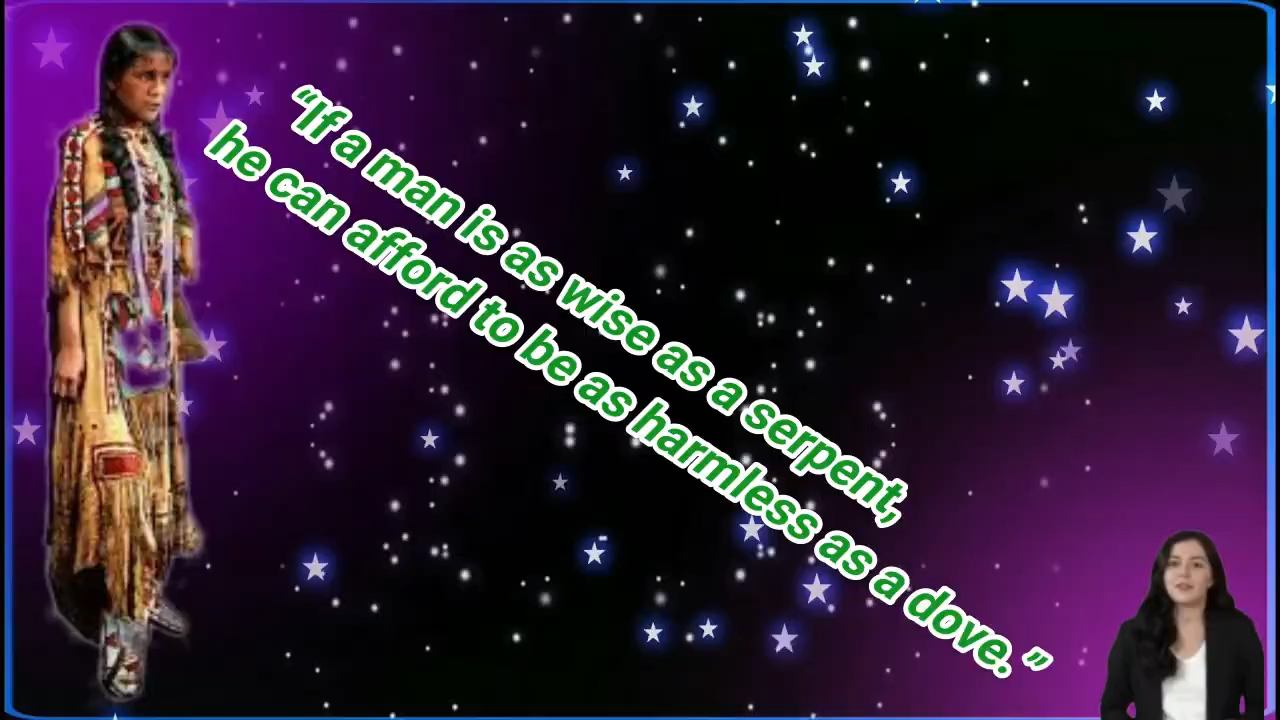 “If a man is as wise as a serpent,
he can afford to be as harmless as a dove.”